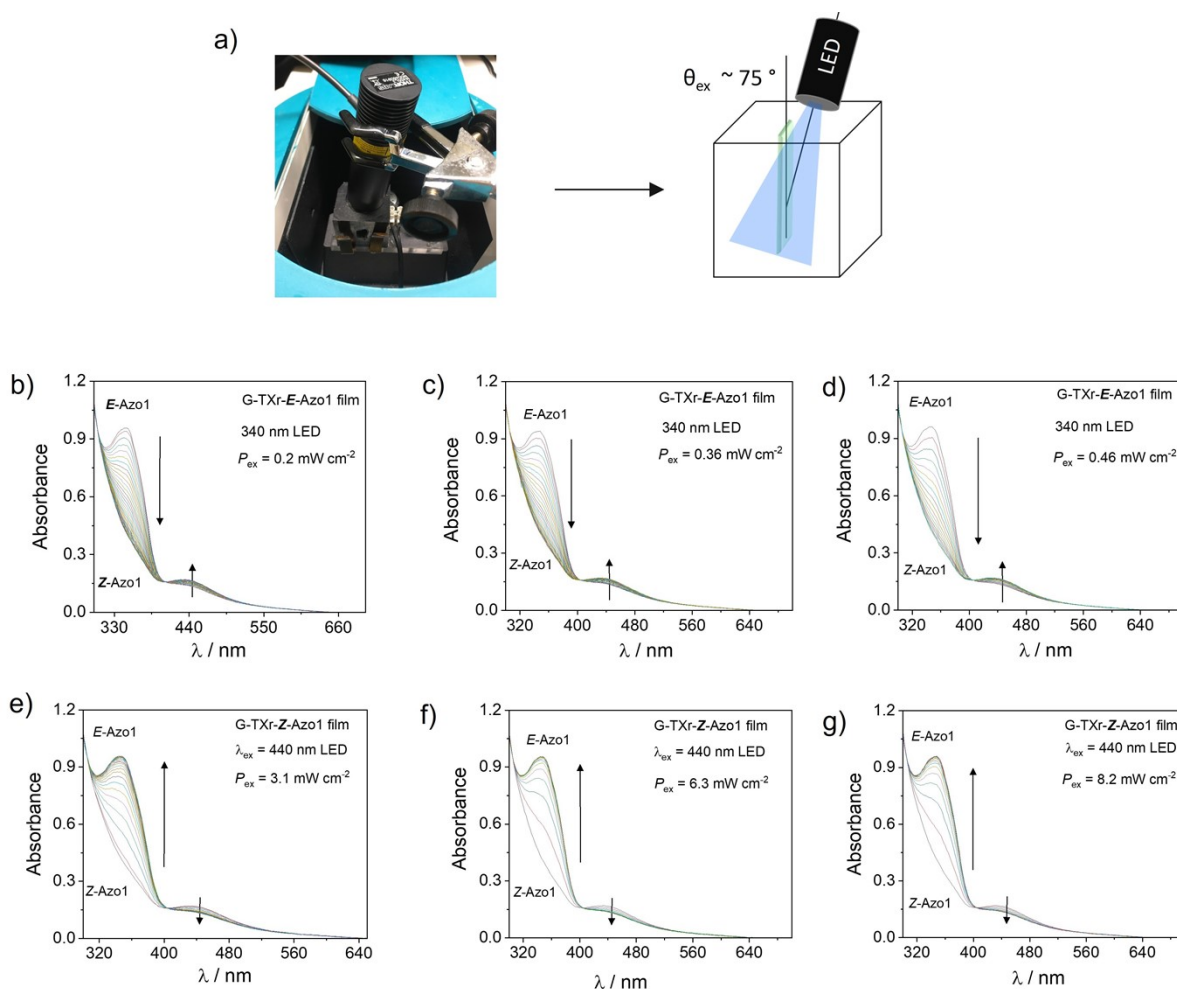 a)
THOR
LED
θex ~ 75 °
b)
1.2
0.9
0.6
0.3
0.0
Absorbance
E-Azo1
Z-Azo1
G-TXr-E-Azo1 film
340 nm LED
Pex = 0.2 mW cm-2
330 440 550 660
λ / nm
c)
1.2
0.9
0.6
0.3
0.0
Absorbance
E-Azo1
Z-Azo1
G-TXr-E-Azo1 film
340 nm LED
Pex = 0.36 mW cm-2
320 400 480 560 640
λ / nm
d)
1.2
0.9
0.6
0.3
0.0
Absorbance
E-Azo1
Z-Azo1
G-TXr-E-Azo1 film
340 nm LED
Pex = 0.46 mW cm-2
320 400 480 560 640
λ / nm
e)
1.2
0.9
0.6
0.3
0.0
Absorbance
E-Azo1
Z-Azo1
G-TXr-Z-Azo1 film
λex = 440 nm LED
Pex = 3.1 mW cm-2
320 400 480 560 640
λ / nm
f)
1.2
0.9
0.6
0.3
0.0
Absorbance
E-Azo1
Z-Azo1
G-TXr-Z-Azo1 film
λex = 440 nm LED
Pex = 6.3 mW cm-2
320 400 480 560 640
λ / nm
g)
1.2
0.9
0.6
0.3
0.0
Absorbance
E-Azo1
Z-Azo1
G-TXr-Z-Azo1 film
λex = 440 nm LED
Pex = 8.2 mW cm-2
320 400 480 560 640
λ / nm